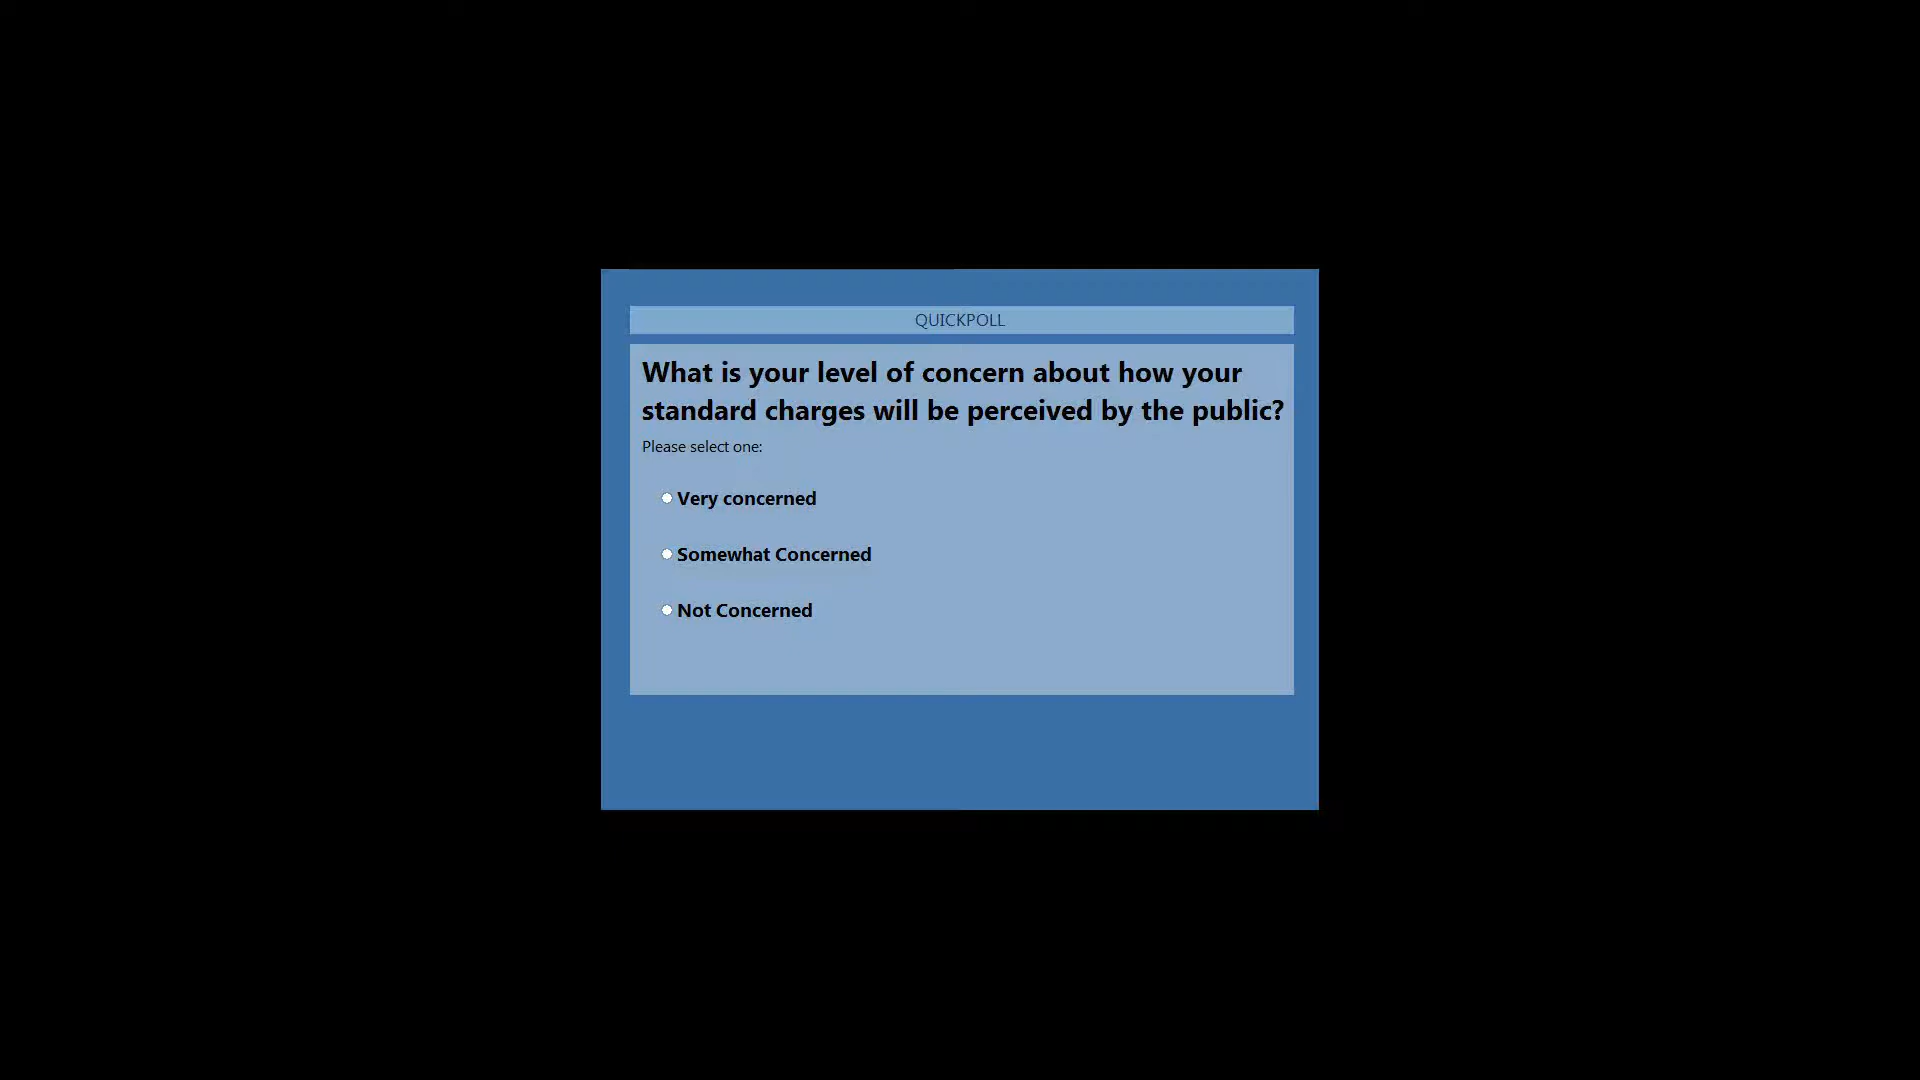 QUICKPOLL
What is your level of concern about how your
standard charges will be perceived by the public?
Please select one:
Very concerned
Somewhat Concerned
Not Concerned